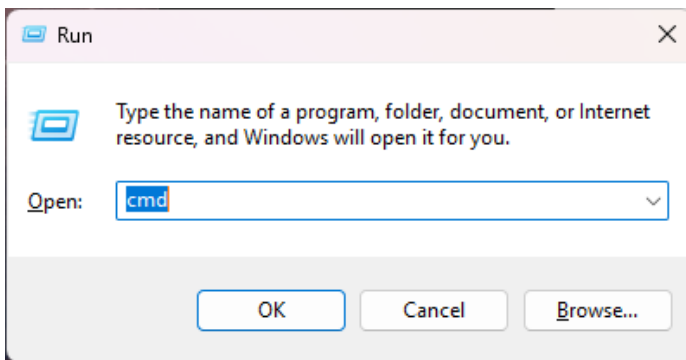 Run
Type the name of a program, folder, document, or Internet
resource, and Windows will open it for you.
Open:
cmd
OK
Cancel
Browse...